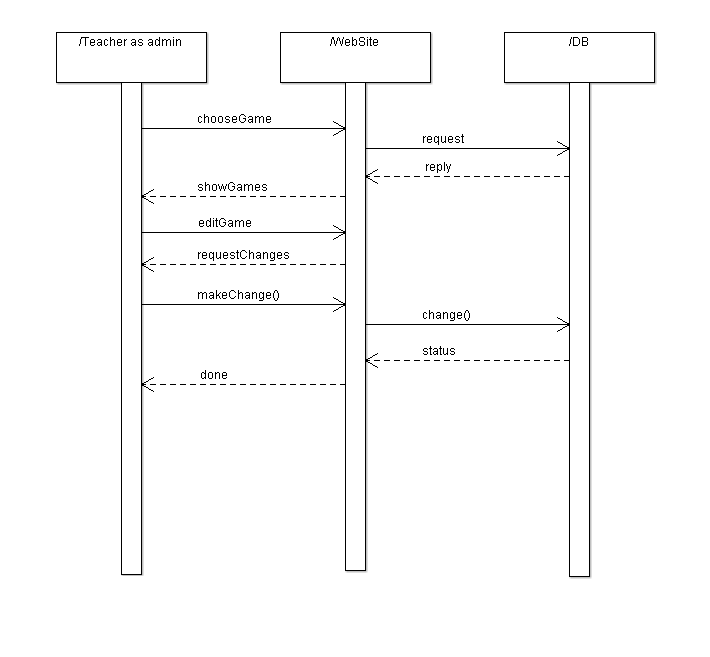 /Teacher as admin
/WebSite
/DB
chooseGame
request
reply
showGames
editGame
requestChanges
makeChange()
change()
status
done